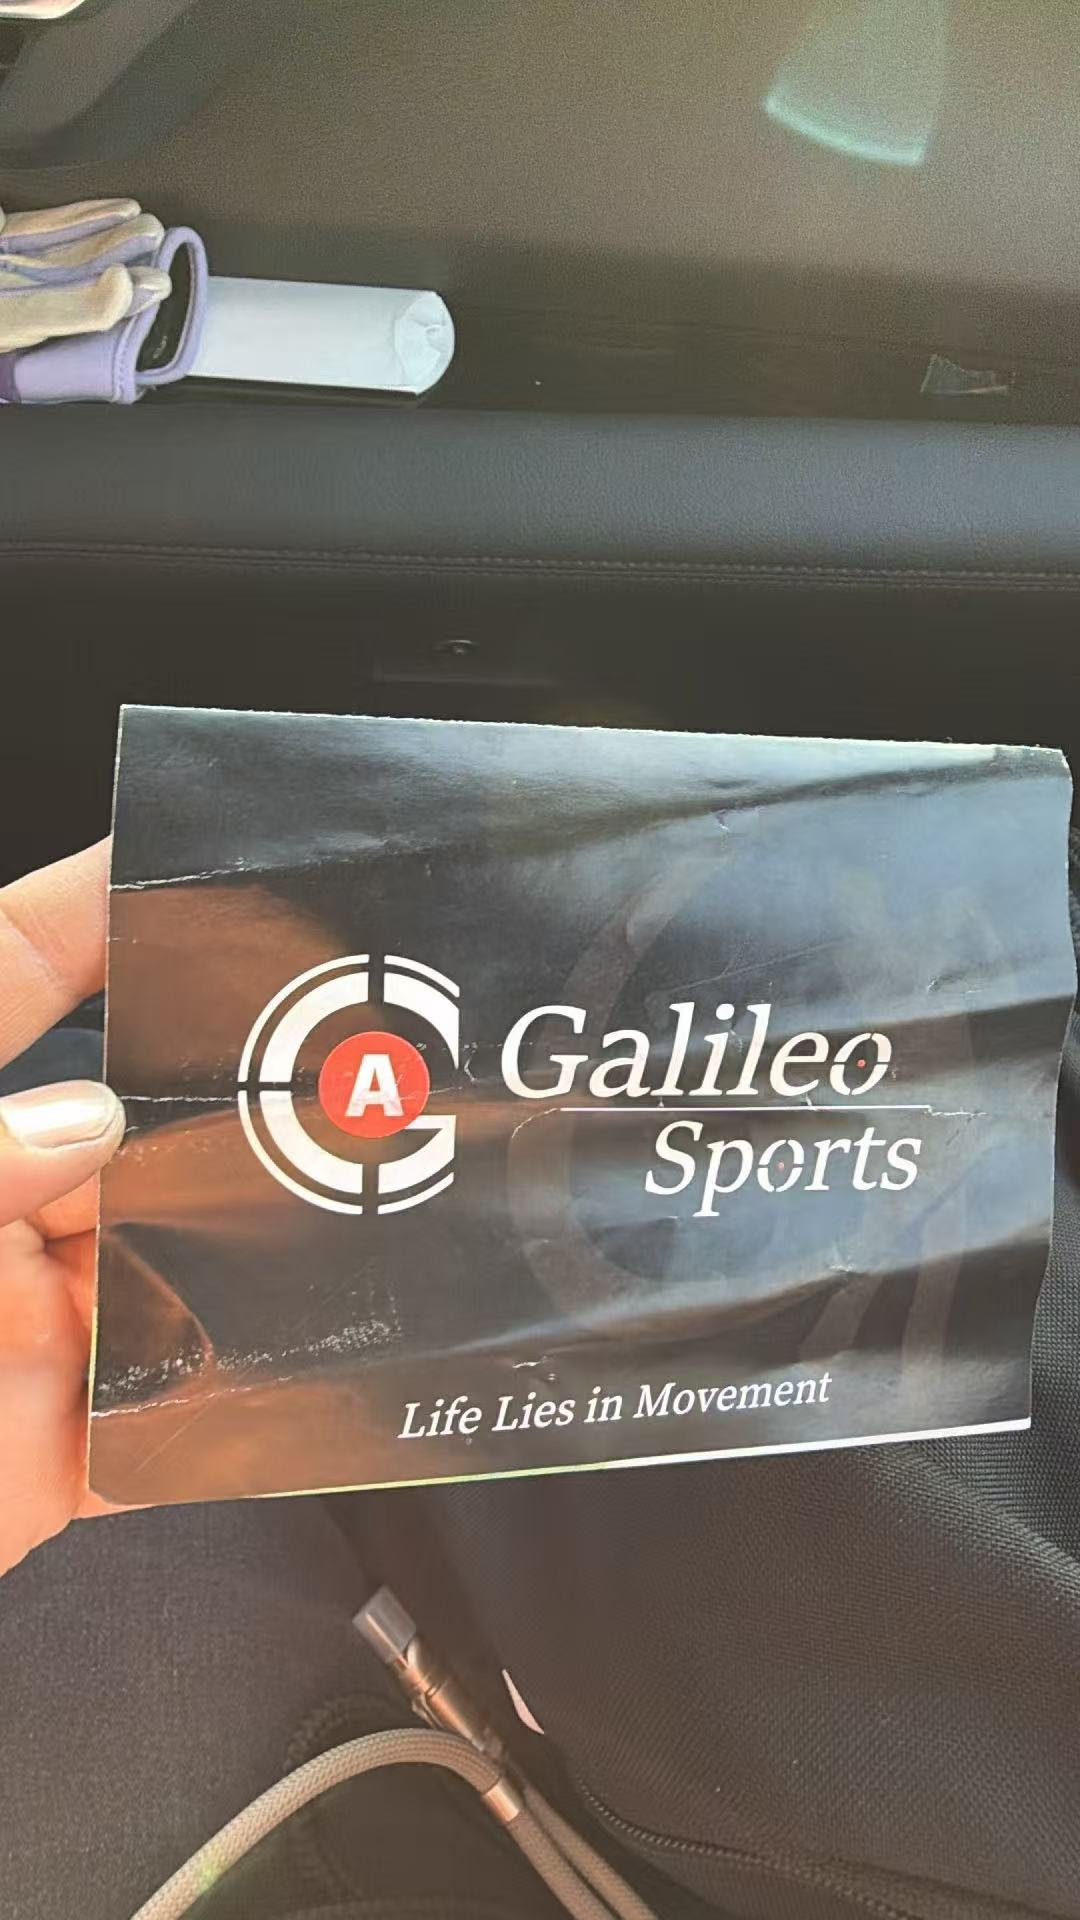 A
Galileo
Sports
Life Lies in Movement